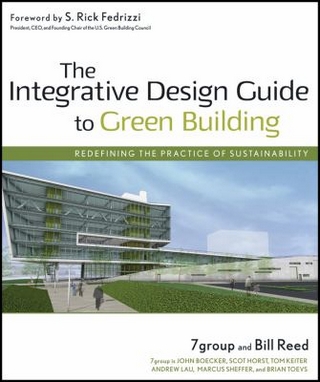 Foreword by S. Rick Fedrizzi
President, CEO, and Founding Chair of the U.S. Green Building Council
The
Integrative Design Guide
to Green Building
REDEFINING THE PRACTICE OF SUSTAINABILITY
7group and Bill Reed
7group is JOHN BOECKER, SCOT HORST, TOM KEITER
ANDREW LAU, MARCUS SHEFFER, and BRIAN TOEVS